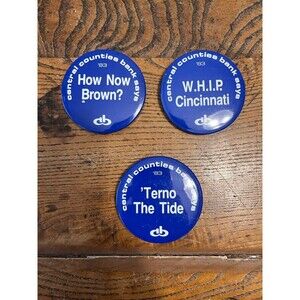 central counties bank says
'83
How Now
Brown?
central counties bank says
'83
W.H.I.P.
Cincinnati
central counties bank says
'83
'Terno
The Tide